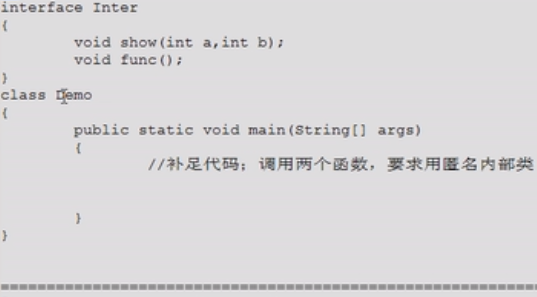 interface Inter
{
void show(int a,int b);
void func();
}
class Demo
{
public static void main(String[] args)
{
//补足代码；调用两个函数，要求用匿名内部类
}
}
==================================================